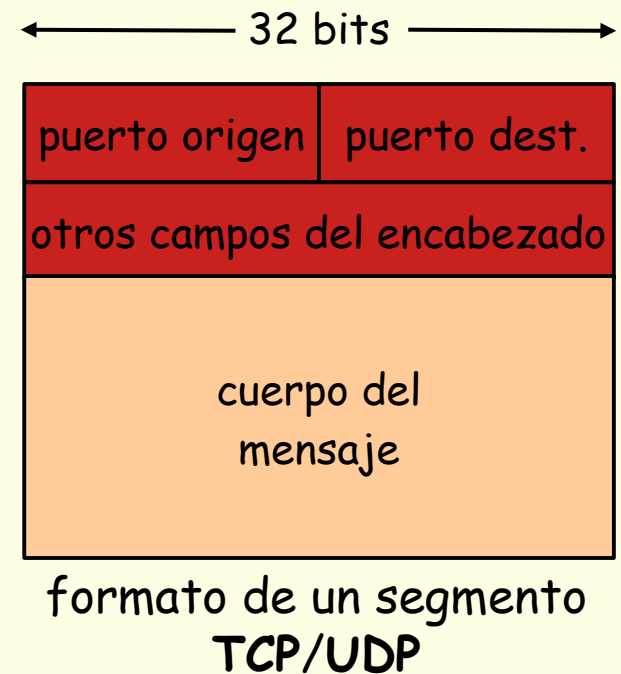 32 bits
puerto origen puerto dest.
otros campos del encabezado
cuerpo del
mensaje
formato de un segmento
TCP/UDP